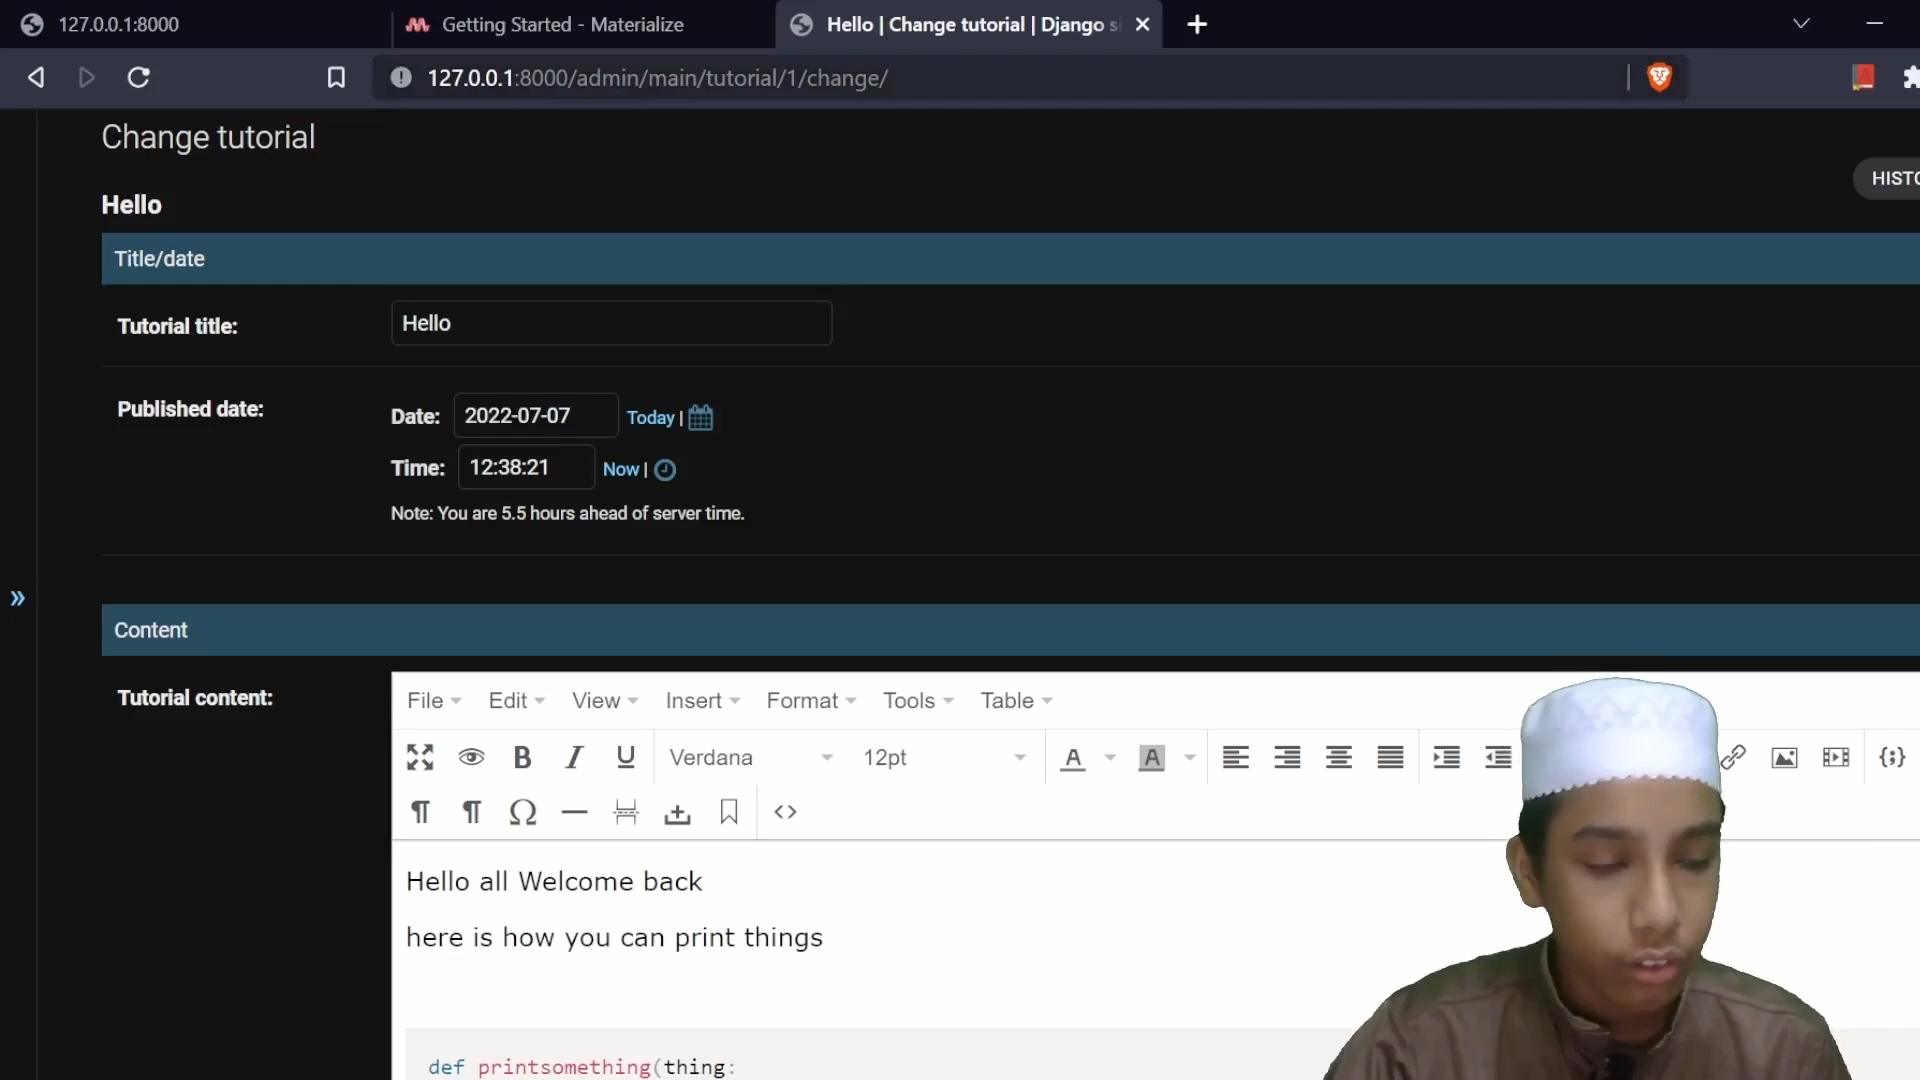 127.0.0.1:8000
Getting Started - Materialize
Hello | Change tutorial | Django si
127.0.0.1:8000/admin/main/tutorial/1/change/
Change tutorial
HISTO
Hello
Title/date
Tutorial title:
Hello
Published date:
Date: 2022-07-07 Today |
Time: 12:38:21 Now |
Note: You are 5.5 hours ahead of server time.
»
Content
Tutorial content:
File Edit View Insert Format Tools Table
B I U Verdana 12pt A A {;}
¶ ¶ Ω — <>
Hello all Welcome back
here is how you can print things
def printsomething(thing: